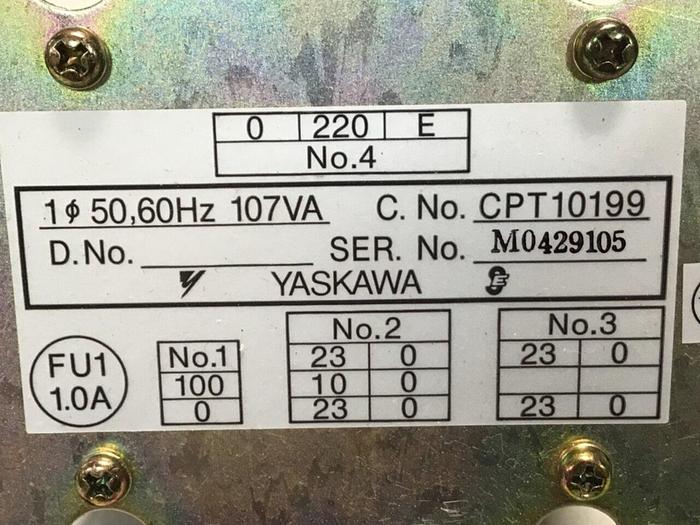 0 220 E
No.4
1φ 50,60Hz 107VA C. No. CPT10199
D.No. SER. No. M0429105
YASKAWA
FU1
1.0A
No.1
100
0
No.2
23 0
10 0
23 0
No.3
23 0
23 0